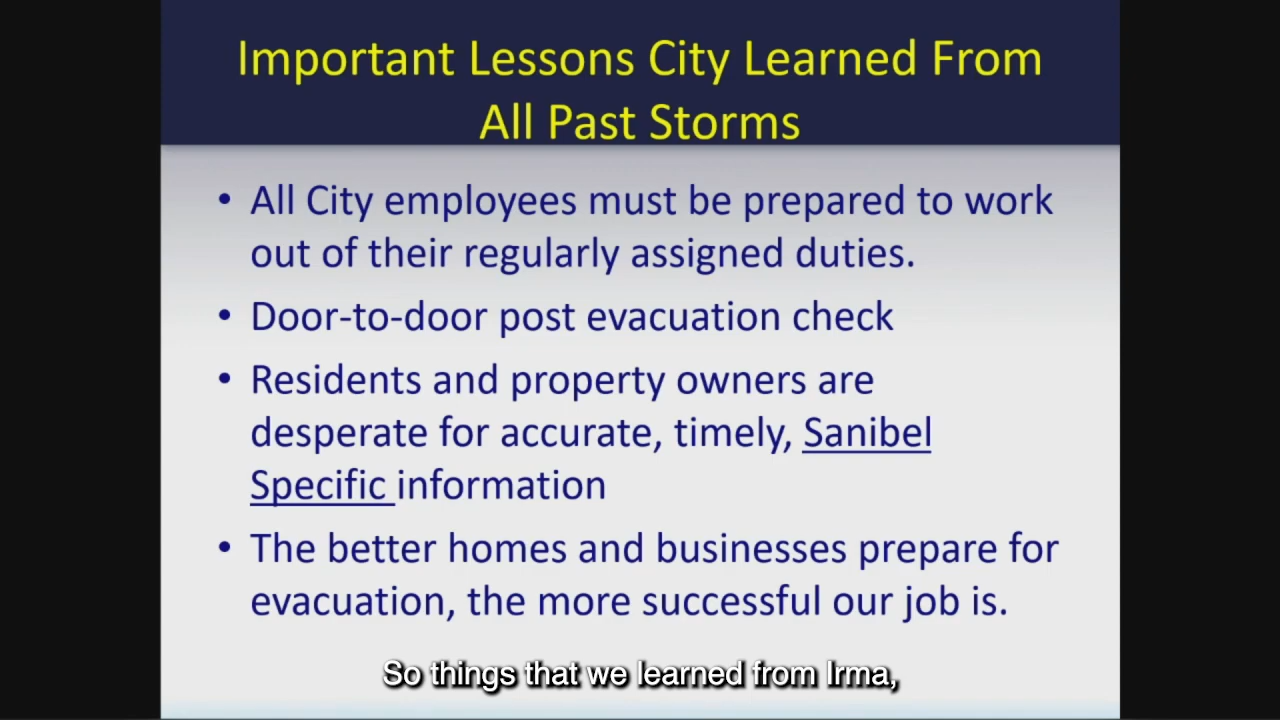 Important Lessons City Learned From
All Past Storms
• All City employees must be prepared to work
out of their regularly assigned duties.
• Door-to-door post evacuation check
• Residents and property owners are
desperate for accurate, timely, Sanibel
Specific information
• The better homes and businesses prepare for
evacuation, the more successful our job is.
So things that we learned from Irma,